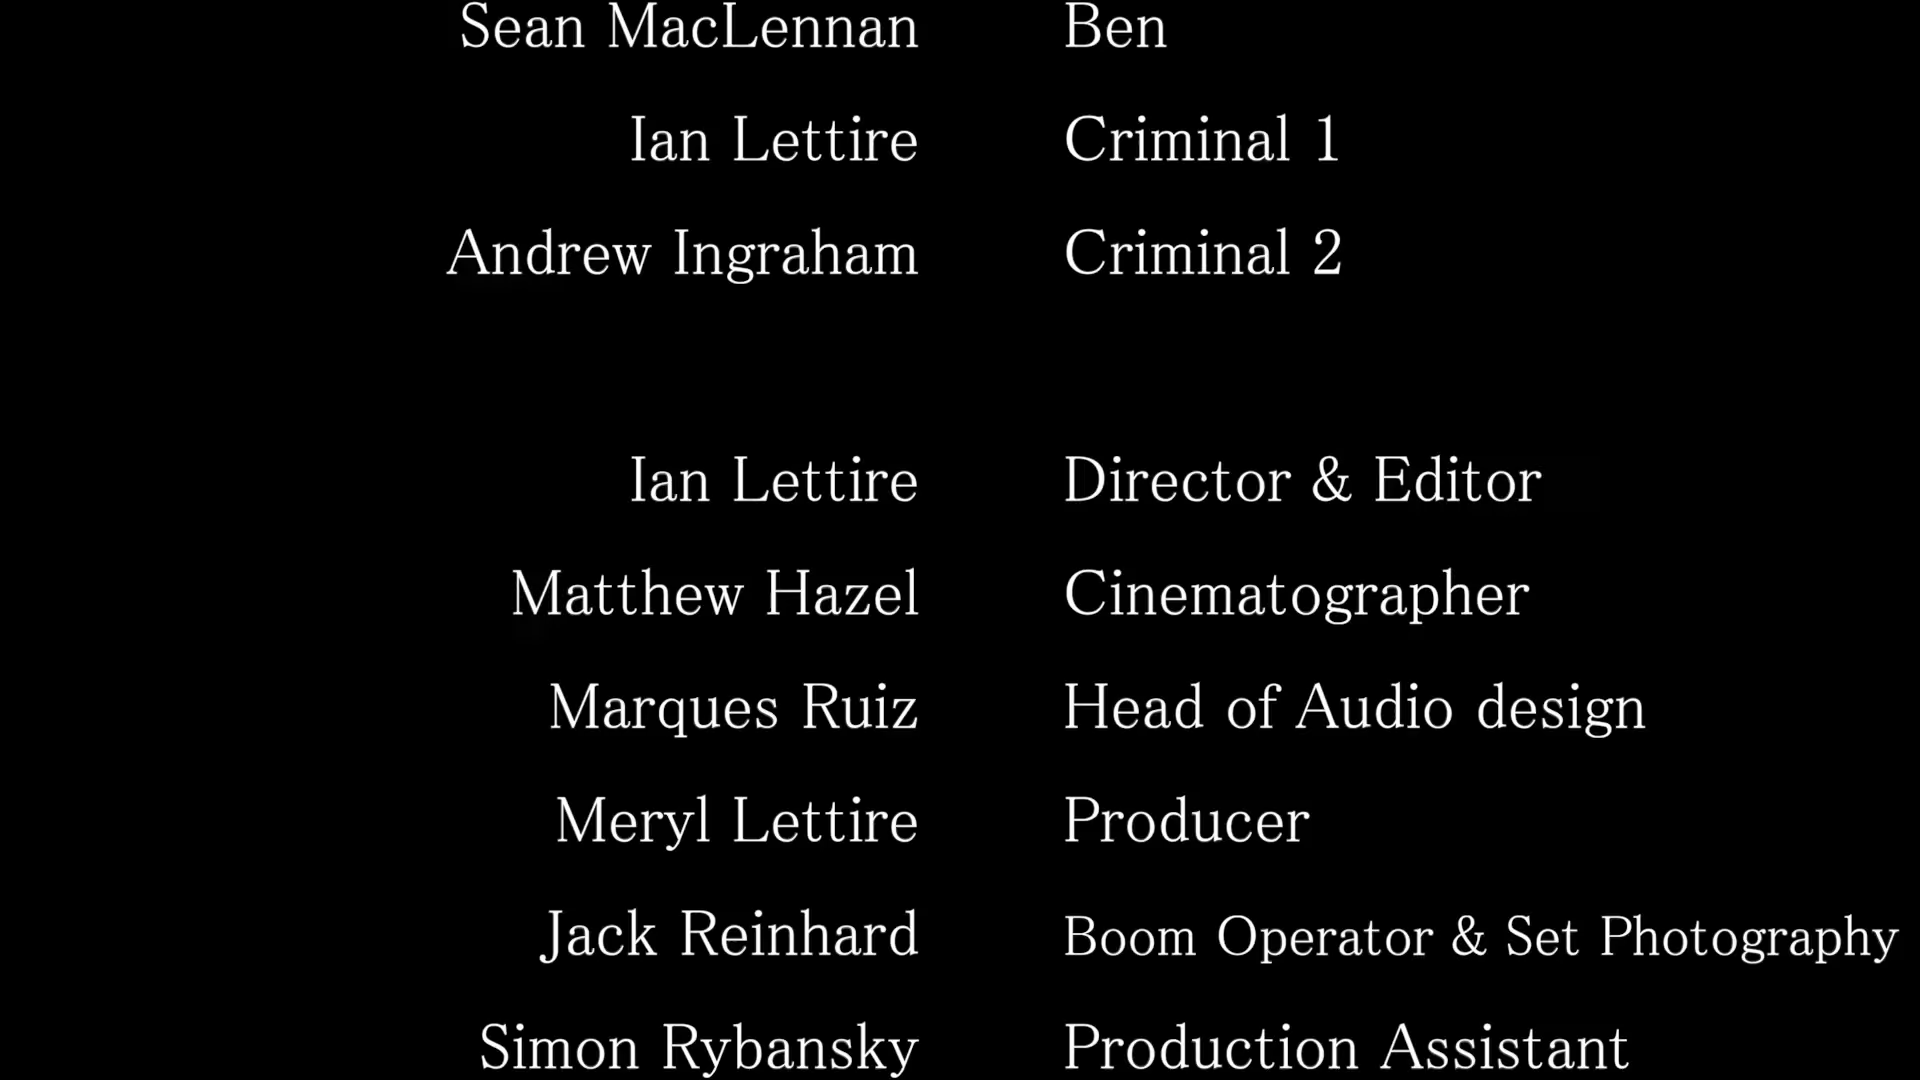 Sean MacLennan Ben
Ian Lettire Criminal 1
Andrew Ingraham Criminal 2
Ian Lettire Director & Editor
Matthew Hazel Cinematographer
Marques Ruiz Head of Audio design
Meryl Lettire Producer
Jack Reinhard Boom Operator & Set Photography
Simon Rybansky Production Assistant